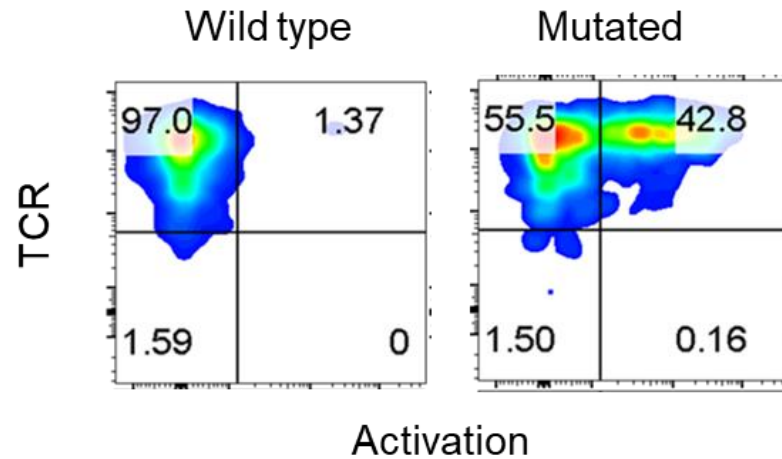 Wild type
Mutated
97.0
1.37
55.5
42.8
TCR
1.59
0
1.50
0.16
Activation